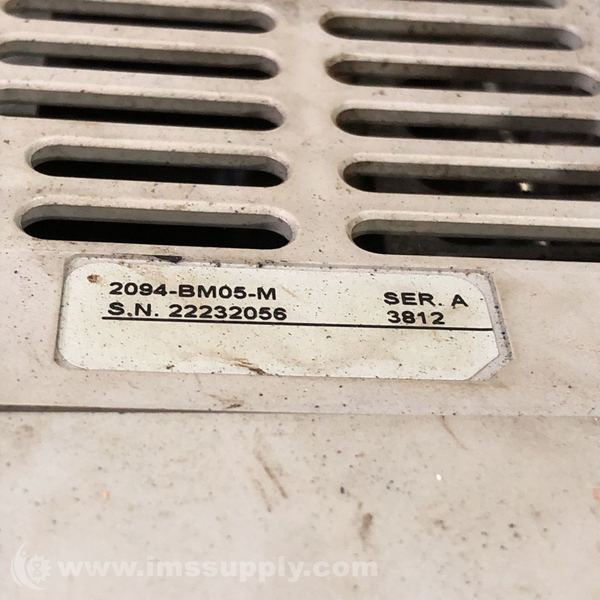 2094-BM05-M SER. A
S.N. 22232056 3812
www.imssupply.com